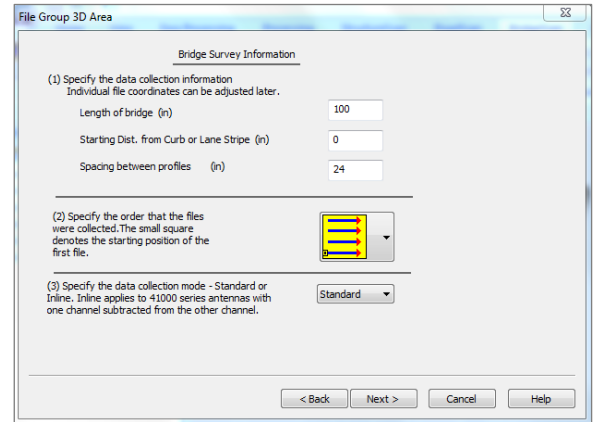 File Group 3D Area
Bridge Survey Information
(1) Specify the data collection information
Individual file coordinates can be adjusted later.
Length of bridge (in) 100
Starting Dist. from Curb or Lane Stripe (in) 0
Spacing between profiles (in) 24
(2) Specify the order that the files
were collected.The small square
denotes the starting position of the
first file.
(3) Specify the data collection mode - Standard or
Inline. Inline applies to 41000 series antennas with
one channel subtracted from the other channel.
Standard
< Back Next > Cancel Help